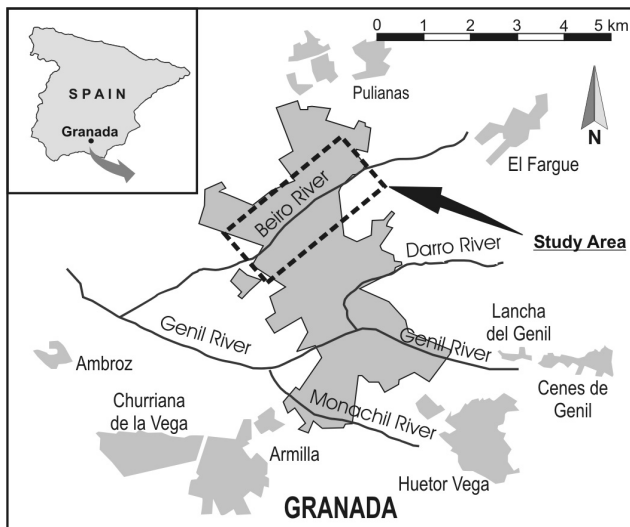 SPAIN
Granada
0 1 2 3 4 5 km
Pulianas
N
El Fargue
Beiro River
Study Area
Darro River
Genil River
Genil River
Lancha
del Genil
Ambroz
Cenes de
Genil
Churriana
de la Vega
Monachil River
Armilla
Huetor Vega
GRANADA